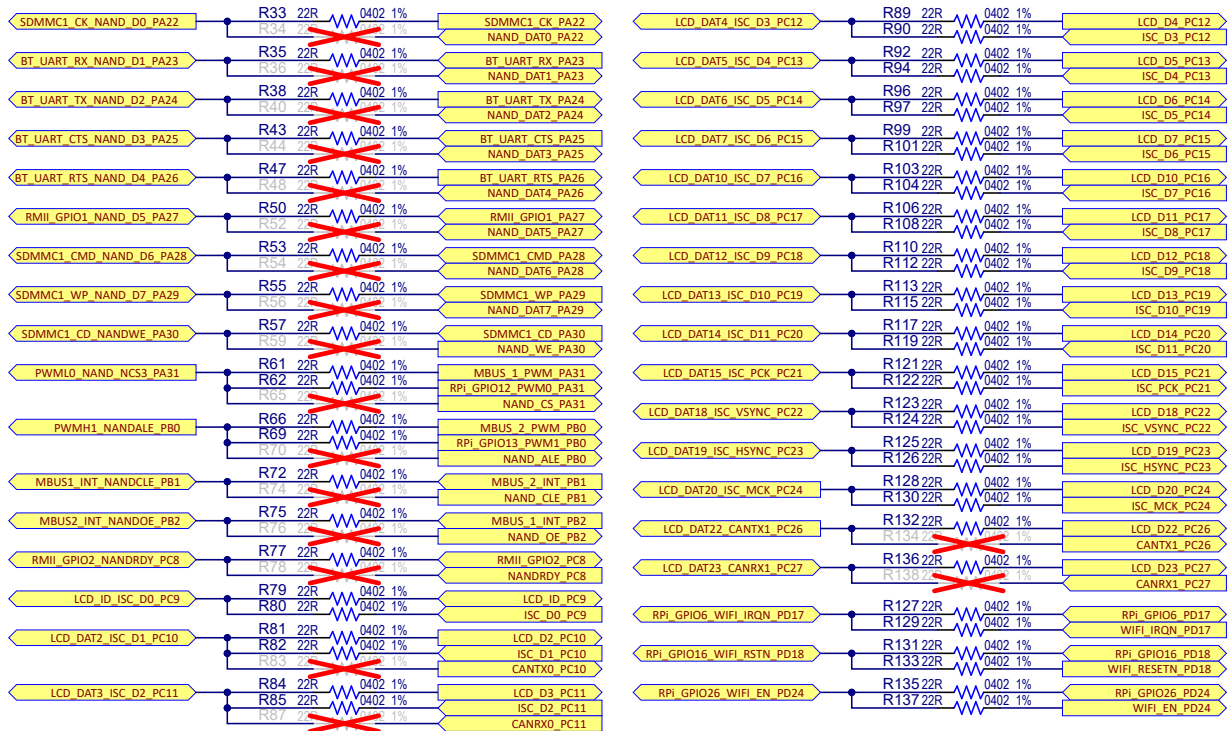 SDMMC1_CK_NAND_D0_PA22 R33 22R 0402 1% SDMMC1_CK_PA22
R34 22R 0402 1% NAND_DAT0_PA22
BT_UART_RX_NAND_D1_PA23 R35 22R 0402 1% BT_UART_RX_PA23
R36 22R 0402 1% NAND_DAT1_PA23
BT_UART_TX_NAND_D2_PA24 R38 22R 0402 1% BT_UART_TX_PA24
R40 22R 0402 1% NAND_DAT2_PA24
BT_UART_CTS_NAND_D3_PA25 R43 22R 0402 1% BT_UART_CTS_PA25
R44 22R 0402 1% NAND_DAT3_PA25
BT_UART_RTS_NAND_D4_PA26 R47 22R 0402 1% BT_UART_RTS_PA26
R48 22R 0402 1% NAND_DAT4_PA26
RMII_GPIO1_NAND_D5_PA27 R50 22R 0402 1% RMII_GPIO1_PA27
R52 22R 0402 1% NAND_DAT5_PA27
SDMMC1_CMD_NAND_D6_PA28 R53 22R 0402 1% SDMMC1_CMD_PA28
R54 22R 0402 1% NAND_DAT6_PA28
SDMMC1_WP_NAND_D7_PA29 R55 22R 0402 1% SDMMC1_WP_PA29
R56 22R 0402 1% NAND_DAT7_PA29
SDMMC1_CD_NANDWE_PA30 R57 22R 0402 1% SDMMC1_CD_PA30
R59 22R 0402 1% NAND_WE_PA30
PWML0_NAND_NCS3_PA31 R61 22R 0402 1% MBUS_1_PWM_PA31
R62 22R 0402 1% RPi_GPIO12_PWM0_PA31
R65 22R 0402 1% NAND_CS_PA31
PWMH1_NANDALE_PB0 R66 22R 0402 1% MBUS_2_PWM_PB0
R69 22R 0402 1% RPi_GPIO13_PWM1_PB0
R70 22R 0402 1% NAND_ALE_PB0
MBUS1_INT_NANDCLE_PB1 R72 22R 0402 1% MBUS_2_INT_PB1
R74 22R 0402 1% NAND_CLE_PB1
MBUS2_INT_NANDOE_PB2 R75 22R 0402 1% MBUS_1_INT_PB2
R76 22R 0402 1% NAND_OE_PB2
RMII_GPIO2_NANDRDY_PC8 R77 22R 0402 1% RMII_GPIO2_PC8
R78 22R 0402 1% NANDRDY_PC8
LCD_ID_ISC_D0_PC9 R79 22R 0402 1% LCD_ID_PC9
R80 22R 0402 1% ISC_D0_PC9
LCD_DAT2_ISC_D1_PC10 R81 22R 0402 1% LCD_D2_PC10
R82 22R 0402 1% ISC_D1_PC10
R83 22R 0402 1% CANTX0_PC10
LCD_DAT3_ISC_D2_PC11 R84 22R 0402 1% LCD_D3_PC11
R85 22R 0402 1% ISC_D2_PC11
R87 22R 0402 1% CANRX0_PC11
LCD_DAT4_ISC_D3_PC12 R89 22R 0402 1% LCD_D4_PC12
R90 22R 0402 1% ISC_D3_PC12
LCD_DAT5_ISC_D4_PC13 R92 22R 0402 1% LCD_D5_PC13
R94 22R 0402 1% ISC_D4_PC13
LCD_DAT6_ISC_D5_PC14 R96 22R 0402 1% LCD_D6_PC14
R97 22R 0402 1% ISC_D5_PC14
LCD_DAT7_ISC_D6_PC15 R99 22R 0402 1% LCD_D7_PC15
R101 22R 0402 1% ISC_D6_PC15
LCD_DAT10_ISC_D7_PC16 R103 22R 0402 1% LCD_D10_PC16
R104 22R 0402 1% ISC_D7_PC16
LCD_DAT11_ISC_D8_PC17 R106 22R 0402 1% LCD_D11_PC17
R108 22R 0402 1% ISC_D8_PC17
LCD_DAT12_ISC_D9_PC18 R110 22R 0402 1% LCD_D12_PC18
R112 22R 0402 1% ISC_D9_PC18
LCD_DAT13_ISC_D10_PC19 R113 22R 0402 1% LCD_D13_PC19
R115 22R 0402 1% ISC_D10_PC19
LCD_DAT14_ISC_D11_PC20 R117 22R 0402 1% LCD_D14_PC20
R119 22R 0402 1% ISC_D11_PC20
LCD_DAT15_ISC_PCK_PC21 R121 22R 0402 1% LCD_D15_PC21
R122 22R 0402 1% ISC_PCK_PC21
LCD_DAT18_ISC_VSYNC_PC22 R123 22R 0402 1% LCD_D18_PC22
R124 22R 0402 1% ISC_VSYNC_PC22
LCD_DAT19_ISC_HSYNC_PC23 R125 22R 0402 1% LCD_D19_PC23
R126 22R 0402 1% ISC_HSYNC_PC23
LCD_DAT20_ISC_MCK_PC24 R128 22R 0402 1% LCD_D20_PC24
R130 22R 0402 1% ISC_MCK_PC24
LCD_DAT22_CANTX1_PC26 R132 22R 0402 1% LCD_D22_PC26
R134 22R 0402 1% CANTX1_PC26
LCD_DAT23_CANRX1_PC27 R136 22R 0402 1% LCD_D23_PC27
R138 22R 0402 1% CANRX1_PC27
RPi_GPIO6_WIFI_IRQN_PD17 R127 22R 0402 1% RPi_GPIO6_PD17
R129 22R 0402 1% WIFI_IRQN_PD17
RPi_GPIO16_WIFI_RSTN_PD18 R131 22R 0402 1% RPi_GPIO16_PD18
R133 22R 0402 1% WIFI_RESETN_PD18
RPi_GPIO26_WIFI_EN_PD24 R135 22R 0402 1% RPi_GPIO26_PD24
R137 22R 0402 1% WIFI_EN_PD24